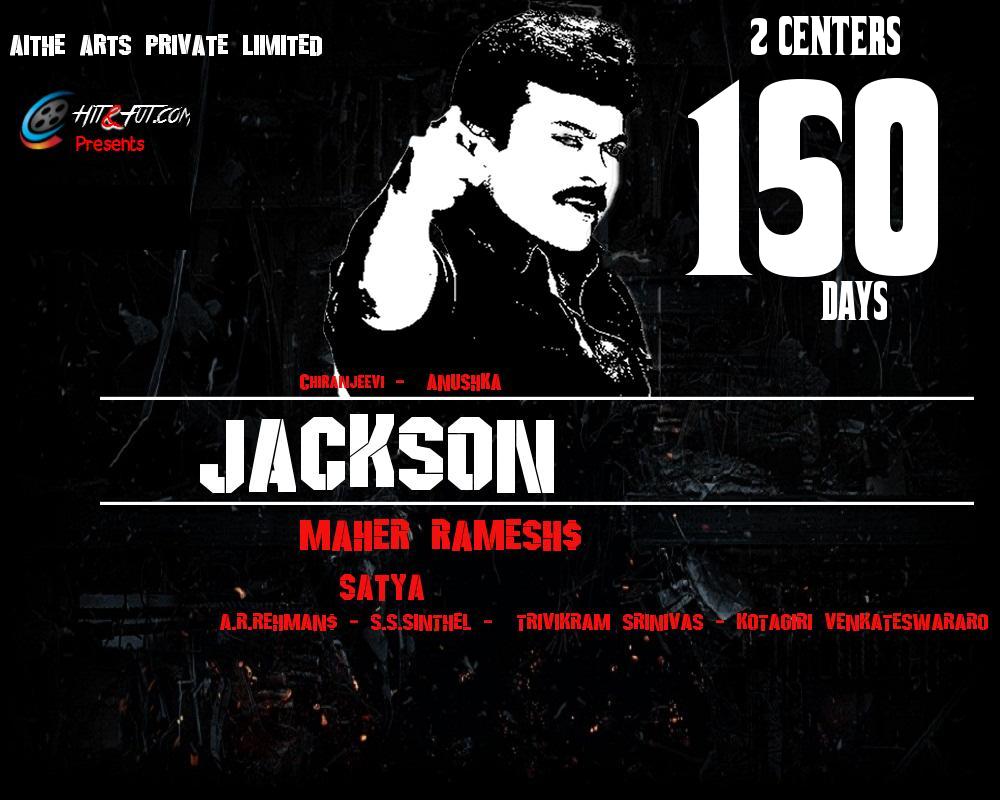 AITHE ARTS PRIVATE LIIMITED
HIT&FUT.COM
Presents
2 CENTERS
150
DAYS
CHIRANJEEVI - ANUSHKA
JACKSON
MAHER RAMESH$
SATYA
A.R.REHMAN$ - S.S.SINTHEL - TRIVIKRAM SRINIVAS - KOTAGIRI VENKATESWARARO